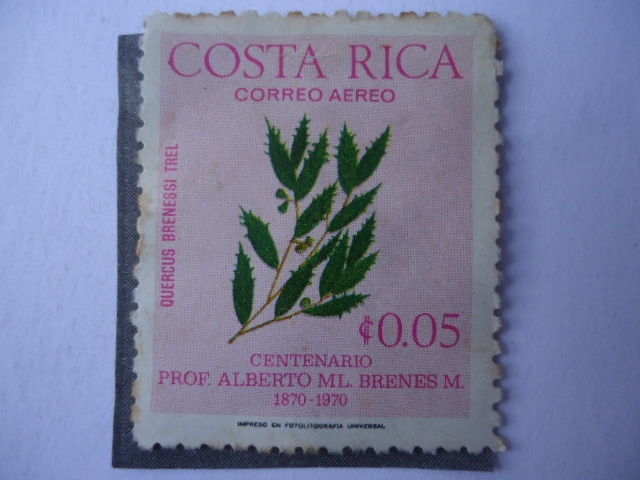 COSTA RICA
CORREO AEREO
QUERCUS BRENESSI TREL
₡0.05
CENTENARIO
PROF. ALBERTO ML. BRENES M.
1870-1970
IMPRESO EN FOTOLITOGRAFIA UNIVERSAL